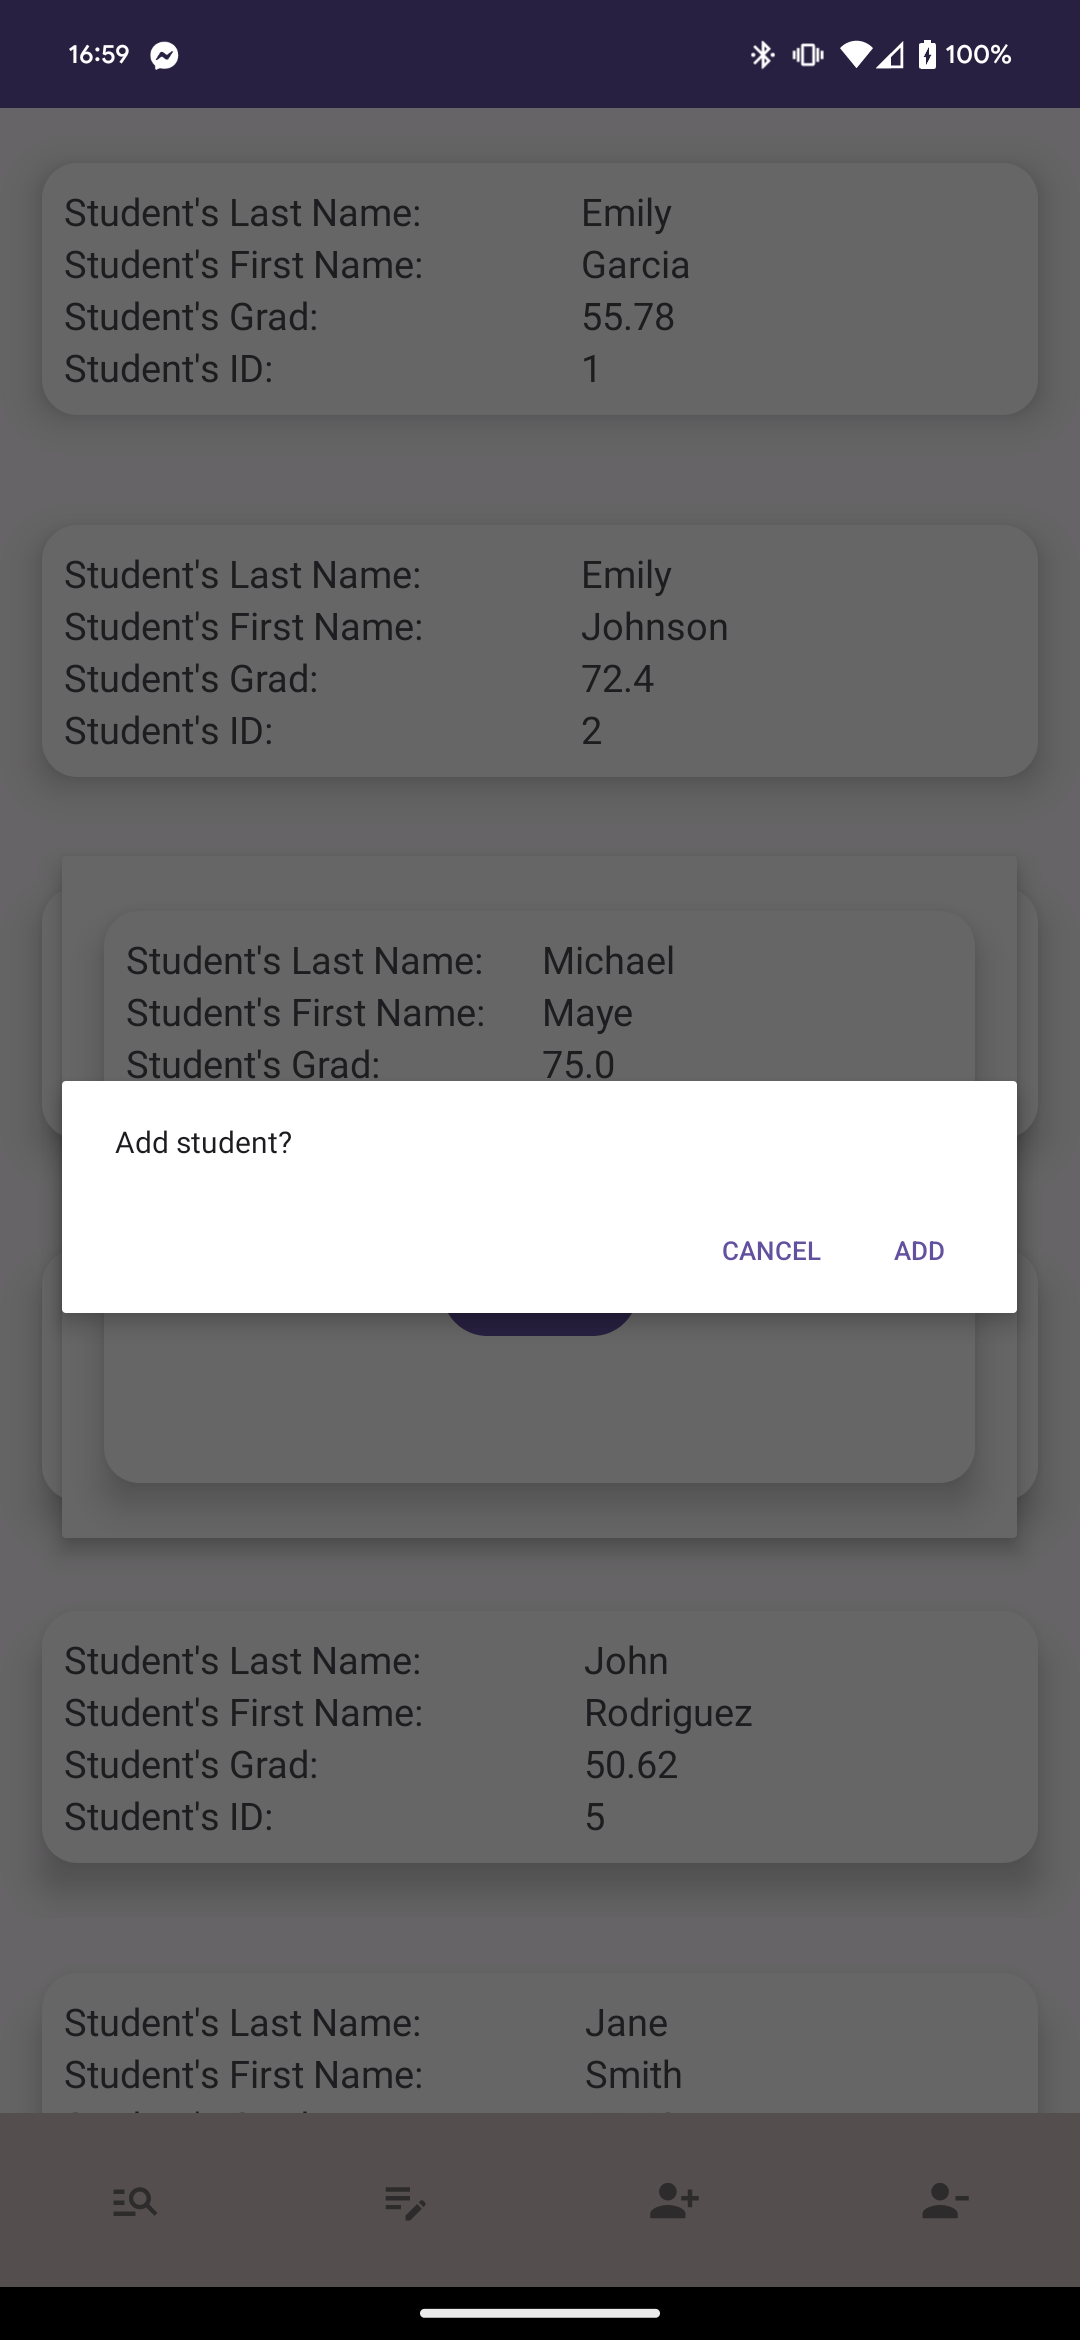 16:59 100%
Student's Last Name: Emily
Student's First Name: Garcia
Student's Grad: 55.78
Student's ID: 1
Student's Last Name: Emily
Student's First Name: Johnson
Student's Grad: 72.4
Student's ID: 2
Student's Last Name: Michael
Student's First Name: Maye
Student's Grad: 75.0
Add student?
CANCEL ADD
Student's Last Name: John
Student's First Name: Rodriguez
Student's Grad: 50.62
Student's ID: 5
Student's Last Name: Jane
Student's First Name: Smith